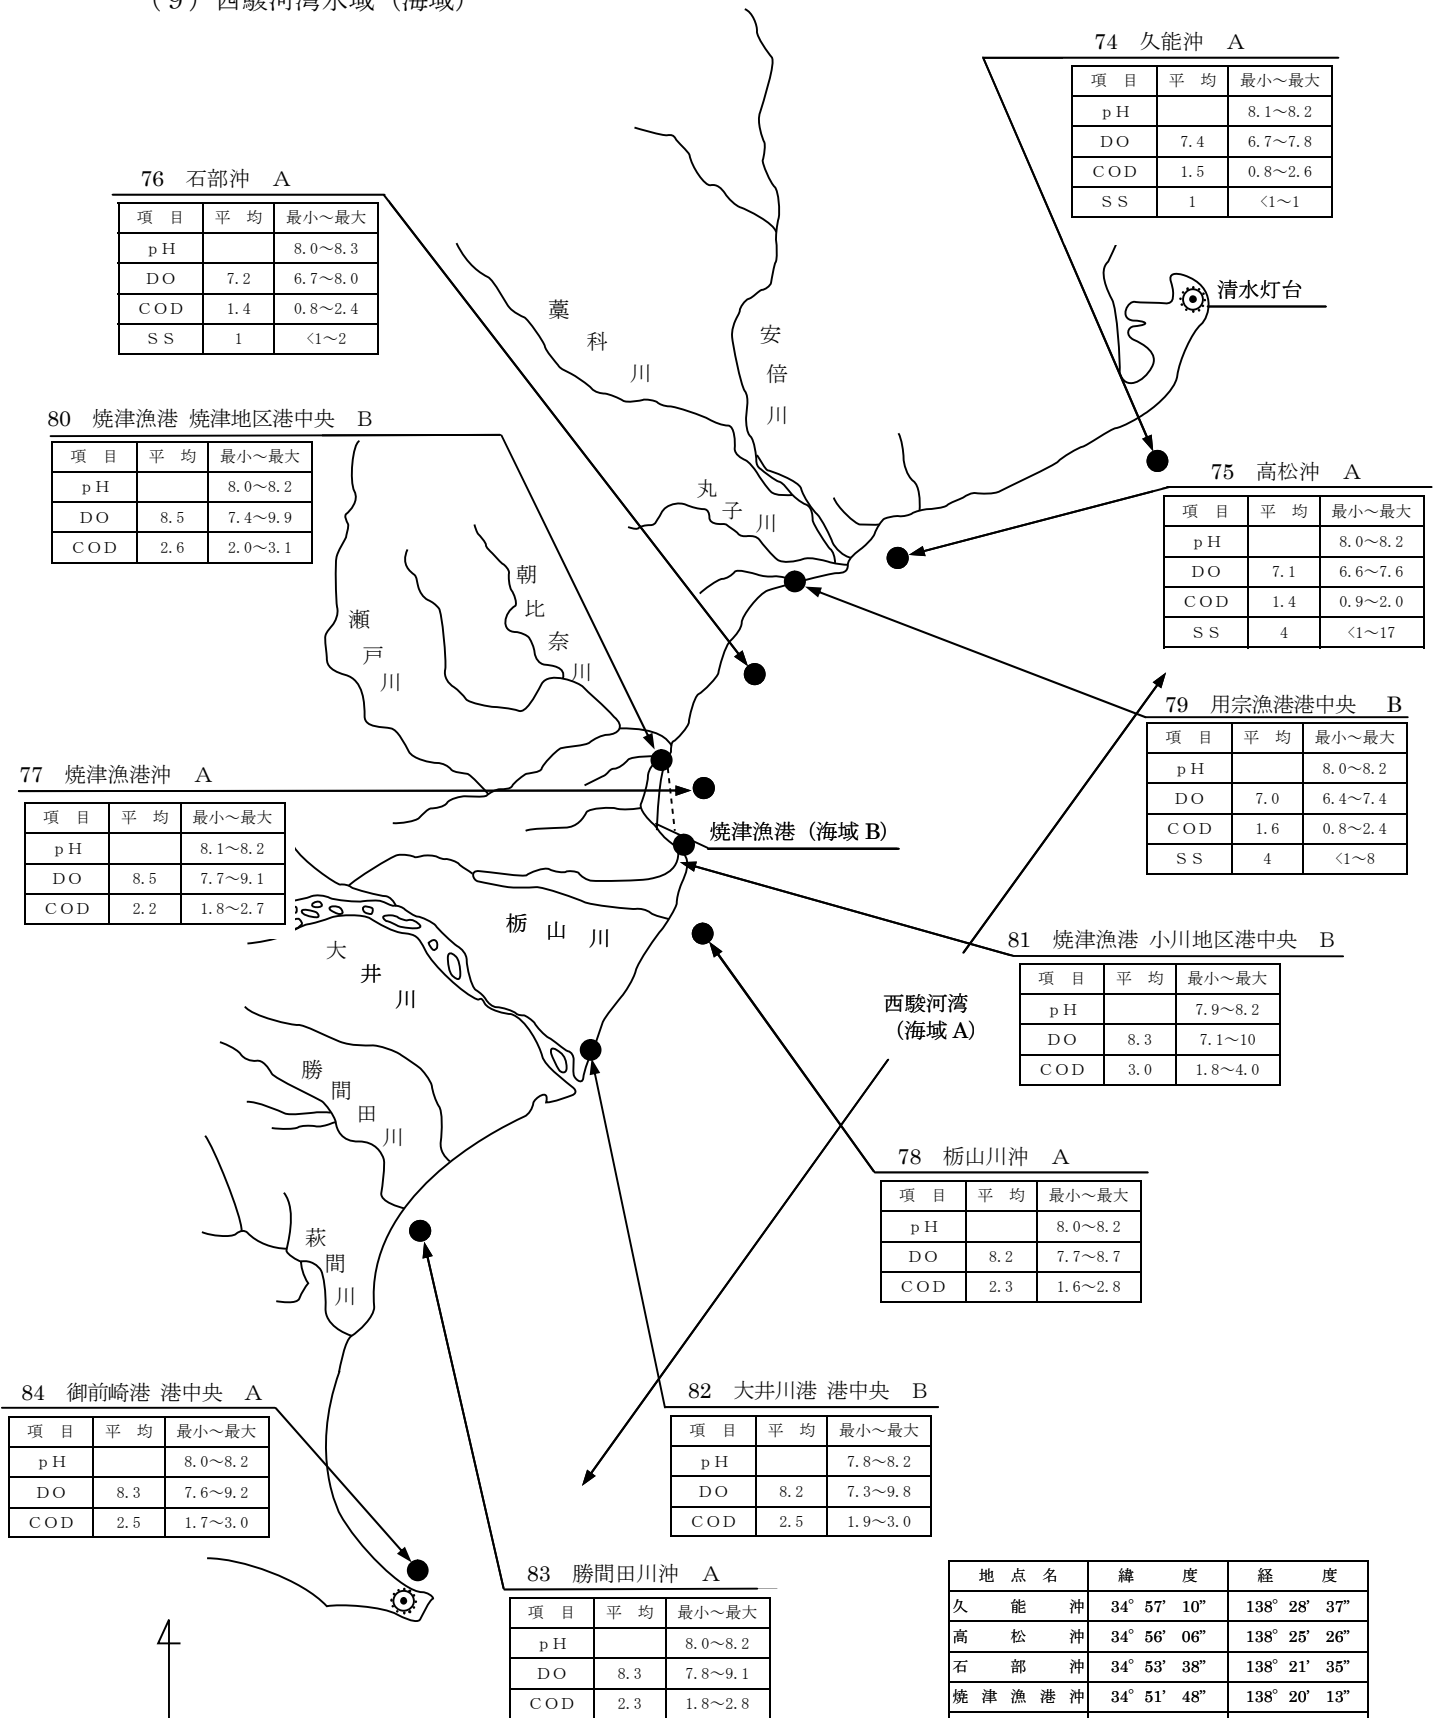 （９）西駿河湾水域（海域）
74 久能沖 A
項 目 平 均 最小～最大
pH 8.1～8.2
DO 7.4 6.7～7.8
COD 1.5 0.8～2.6
SS 1 <1～1
76 石部沖 A
項 目 平 均 最小～最大
pH 8.0～8.3
DO 7.2 6.7～8.0
COD 1.4 0.8～2.4
SS 1 <1～2
清水灯台
藁科川
安倍川
80 焼津漁港 焼津地区港中央 B
項 目 平 均 最小～最大
pH 8.0～8.2
DO 8.5 7.4～9.9
COD 2.6 2.0～3.1
75 高松沖 A
項 目 平 均 最小～最大
pH 8.0～8.2
DO 7.1 6.6～7.6
COD 1.4 0.9～2.0
SS 4 <1～17
丸子川
朝比奈川
瀬戸川
79 用宗漁港港中央 B
項 目 平 均 最小～最大
pH 8.0～8.2
DO 7.0 6.4～7.4
COD 1.6 0.8～2.4
SS 4 <1～8
77 焼津漁港沖 A
項 目 平 均 最小～最大
pH 8.1～8.2
DO 8.5 7.7～9.1
COD 2.2 1.8～2.7
焼津漁港（海域 B）
栃山川
大井川
81 焼津漁港 小川地区港中央 B
項 目 平 均 最小～最大
pH 7.9～8.2
DO 8.3 7.1～10
COD 3.0 1.8～4.0
西駿河湾
（海域 A）
勝間田川
78 栃山川沖 A
項 目 平 均 最小～最大
pH 8.0～8.2
DO 8.2 7.7～8.7
COD 2.3 1.6～2.8
萩間川
84 御前崎港 港中央 A
項 目 平 均 最小～最大
pH 8.0～8.2
DO 8.3 7.6～9.2
COD 2.5 1.7～3.0
82 大井川港 港中央 B
項 目 平 均 最小～最大
pH 7.8～8.2
DO 8.2 7.3～9.8
COD 2.5 1.9～3.0
83 勝間田川沖 A
項 目 平 均 最小～最大
pH 8.0～8.2
DO 8.3 7.8～9.1
COD 2.3 1.8～2.8
地 点 名 緯 度 経 度
久 能 沖 34° 57’ 10” 138° 28’ 37”
高 松 沖 34° 56’ 06” 138° 25’ 26”
石 部 沖 34° 53’ 38” 138° 21’ 35”
焼 津 漁 港 沖 34° 51’ 48” 138° 20’ 13”